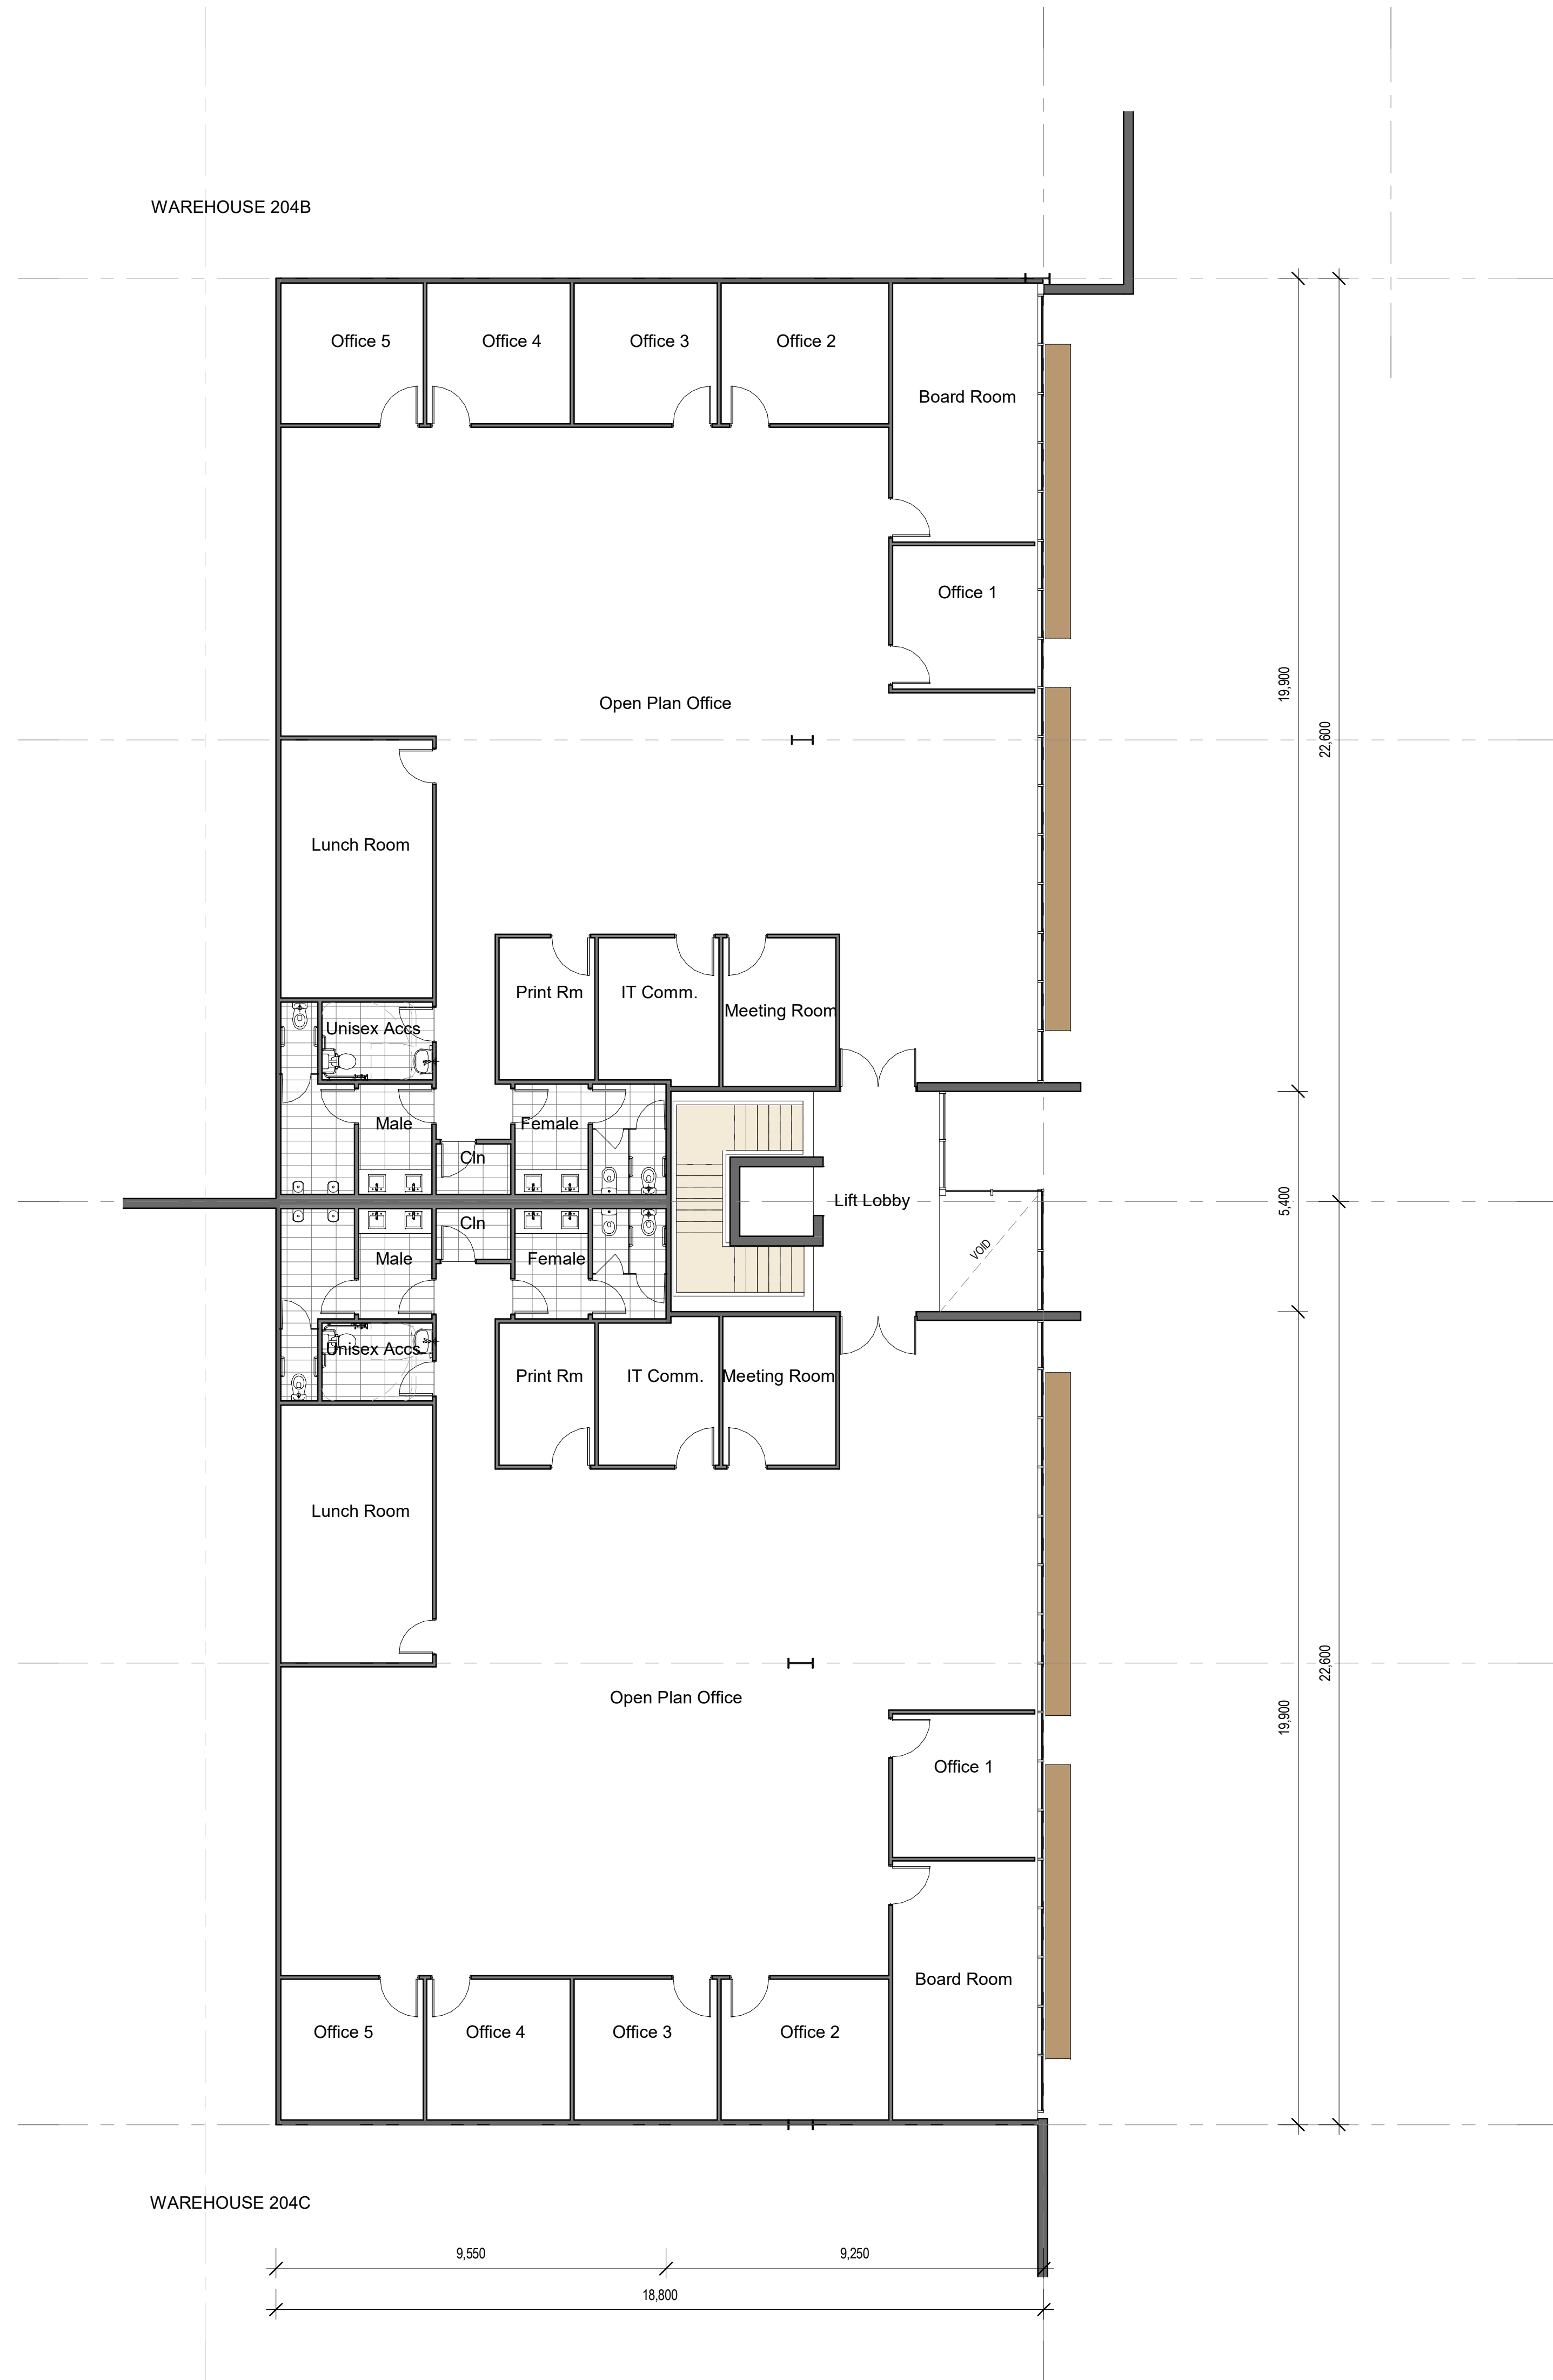 WAREHOUSE 204B
Office 5
Office 4
Office 3
Office 2
Board Room
Office 1
Open Plan Office
19,900
22,600
Lunch Room
Print Rm
IT Comm.
Meeting Room
Unisex Accs
Male
Female
Cln
Lift Lobby
5,400
Cln
Male
Female
VOID
Unisex Accs
Print Rm
IT Comm.
Meeting Room
Lunch Room
Open Plan Office
22,600
19,900
Office 1
Board Room
Office 5
Office 4
Office 3
Office 2
WAREHOUSE 204C
9,550
9,250
18,800